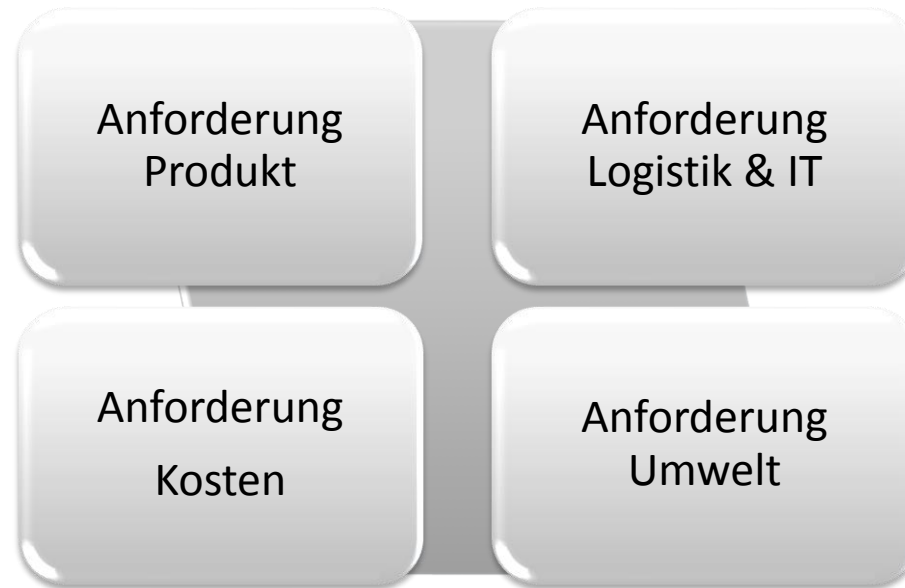 Anforderung
Produkt
Anforderung
Logistik & IT
Anforderung
Kosten
Anforderung
Umwelt